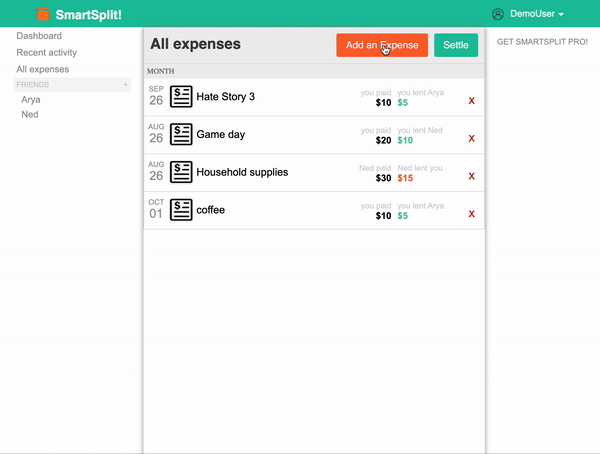 SmartSplit!
DemoUser
Dashboard
Recent activity
All expenses
FRIENDS
Arya
Ned
All expenses
Add an Expense
Settle
GET SMARTSPLIT PRO!
MONTH
SEP 26
Hate Story 3
you paid $10
you lent Arya $5
x
AUG 26
Game day
you paid $20
you lent Ned $10
x
AUG 26
Household supplies
Ned paid $30
Ned lent you $15
x
OCT 01
coffee
you paid $10
you lent Arya $5
x